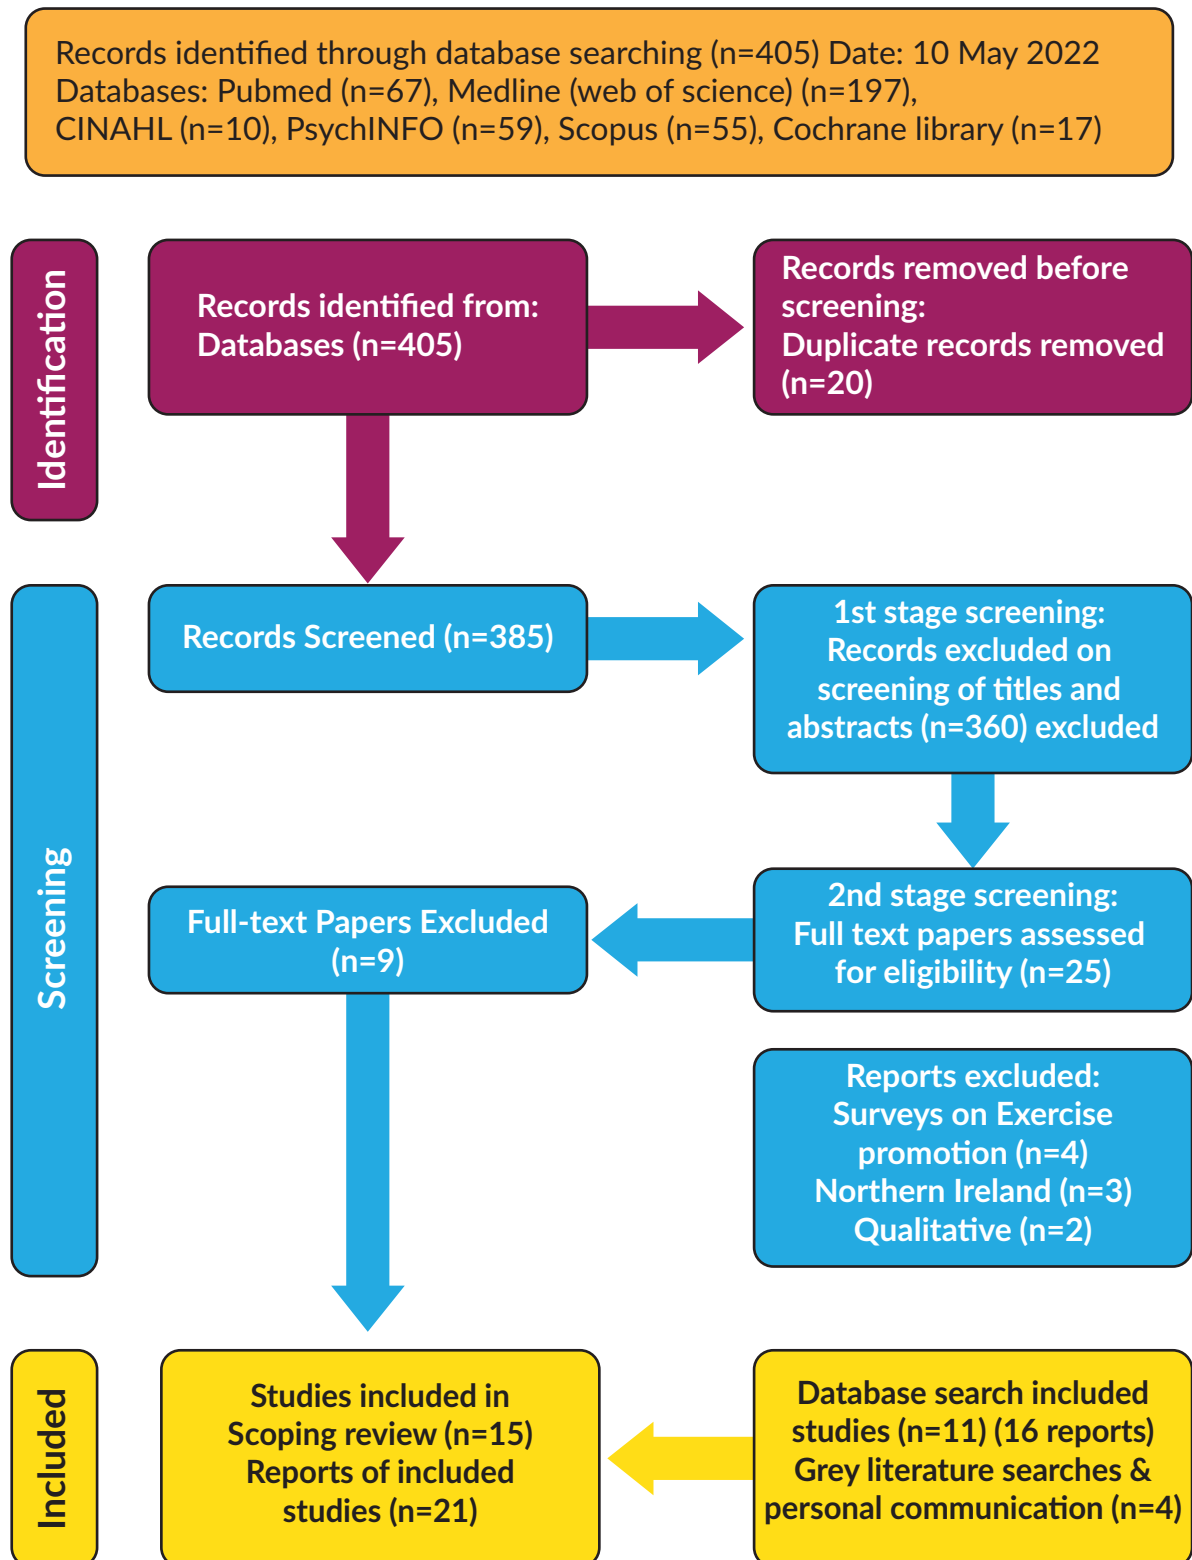 Records identified through database searching (n=405) Date: 10 May 2022
Databases: Pubmed (n=67), Medline (web of science) (n=197),
CINAHL (n=10), PsychINFO (n=59), Scopus (n=55), Cochrane library (n=17)
Identification
Records identified from:
Databases (n=405)
Records removed before
screening:
Duplicate records removed
(n=20)
Screening
Records Screened (n=385)
1st stage screening:
Records excluded on
screening of titles and
abstracts (n=360) excluded
Full-text Papers Excluded
(n=9)
2nd stage screening:
Full text papers assessed
for eligibility (n=25)
Reports excluded:
Surveys on Exercise
promotion (n=4)
Northern Ireland (n=3)
Qualitative (n=2)
Included
Studies included in
Scoping review (n=15)
Reports of included
studies (n=21)
Database search included
studies (n=11) (16 reports)
Grey literature searches &
personal communication (n=4)